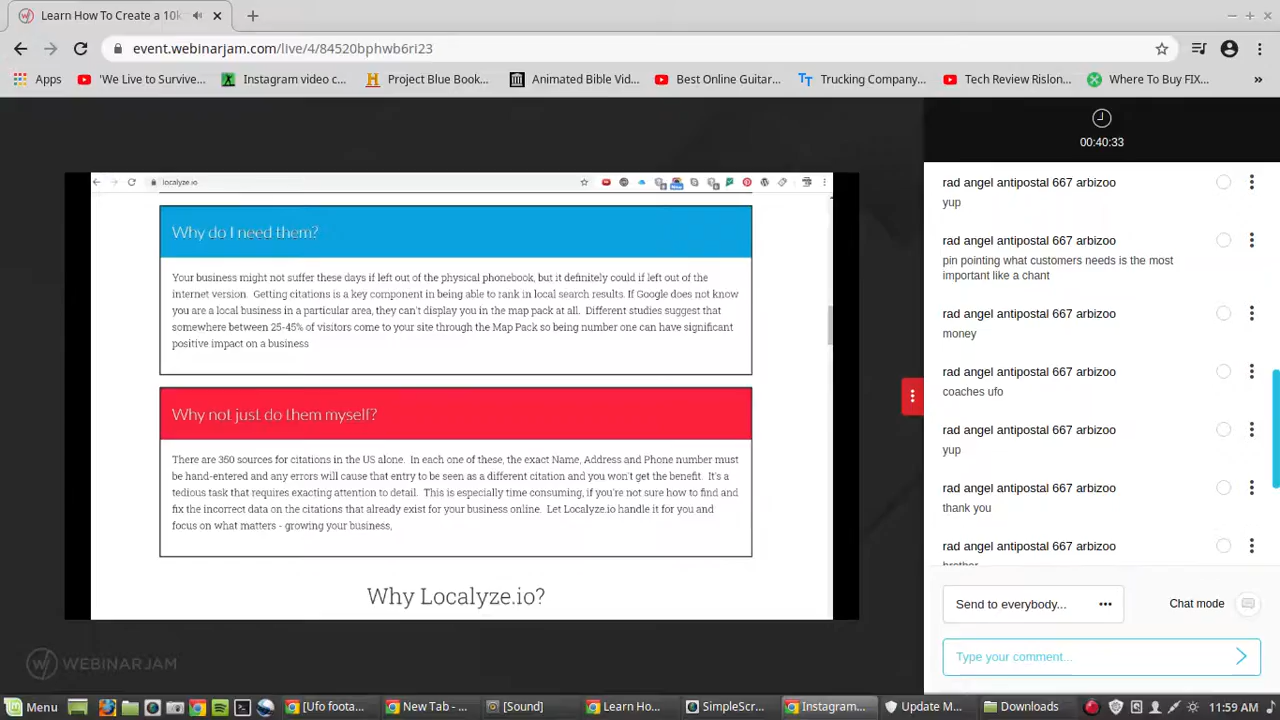 Learn How To Create a 10k
event.webinarjam.com/live/4/84520bphwb6ri23
Apps
'We Live to Survive...
Instagram video c...
Project Blue Book...
Animated Bible Vid...
Best Online Guitar...
Trucking Company...
Tech Review Rislon...
Where To Buy FIX...
»
localyze.io
Why do I need them?
Your business might not suffer these days if left out of the physical phonebook, but it definitely could if left out of the
internet version. Getting citations is a key component in being able to rank in local search results. If Google does not know
you are a local business in a particular area, they can't display you in the map pack at all. Different studies suggest that
somewhere between 25-45% of visitors come to your site through the Map Pack so being number one can have significant
positive impact on a business
Why not just do them myself?
There are 350 sources for citations in the US alone. In each one of these, the exact Name, Address and Phone number must
be hand-entered and any errors will cause that entry to be seen as a different citation and you won't get the benefit. It's a
tedious task that requires exacting attention to detail. This is especially time consuming, if you're not sure how to find and
fix the incorrect data on the citations that already exist for your business online. Let Localyze.io handle it for you and
focus on what matters - growing your business,
Why Localyze.io?
WEBINARJAM
00:40:33
rad angel antipostal 667 arbizoo
yup
rad angel antipostal 667 arbizoo
pin pointing what customers needs is the most
important like a chant
rad angel antipostal 667 arbizoo
money
rad angel antipostal 667 arbizoo
coaches ufo
rad angel antipostal 667 arbizoo
yup
rad angel antipostal 667 arbizoo
thank you
rad angel antipostal 667 arbizoo
brother
Send to everybody...
Chat mode
Type your comment...
Menu
[Ufo foota...
New Tab - ...
[Sound]
Learn Ho...
SimpleScr...
Instagram...
Update M...
Downloads
11:59 AM